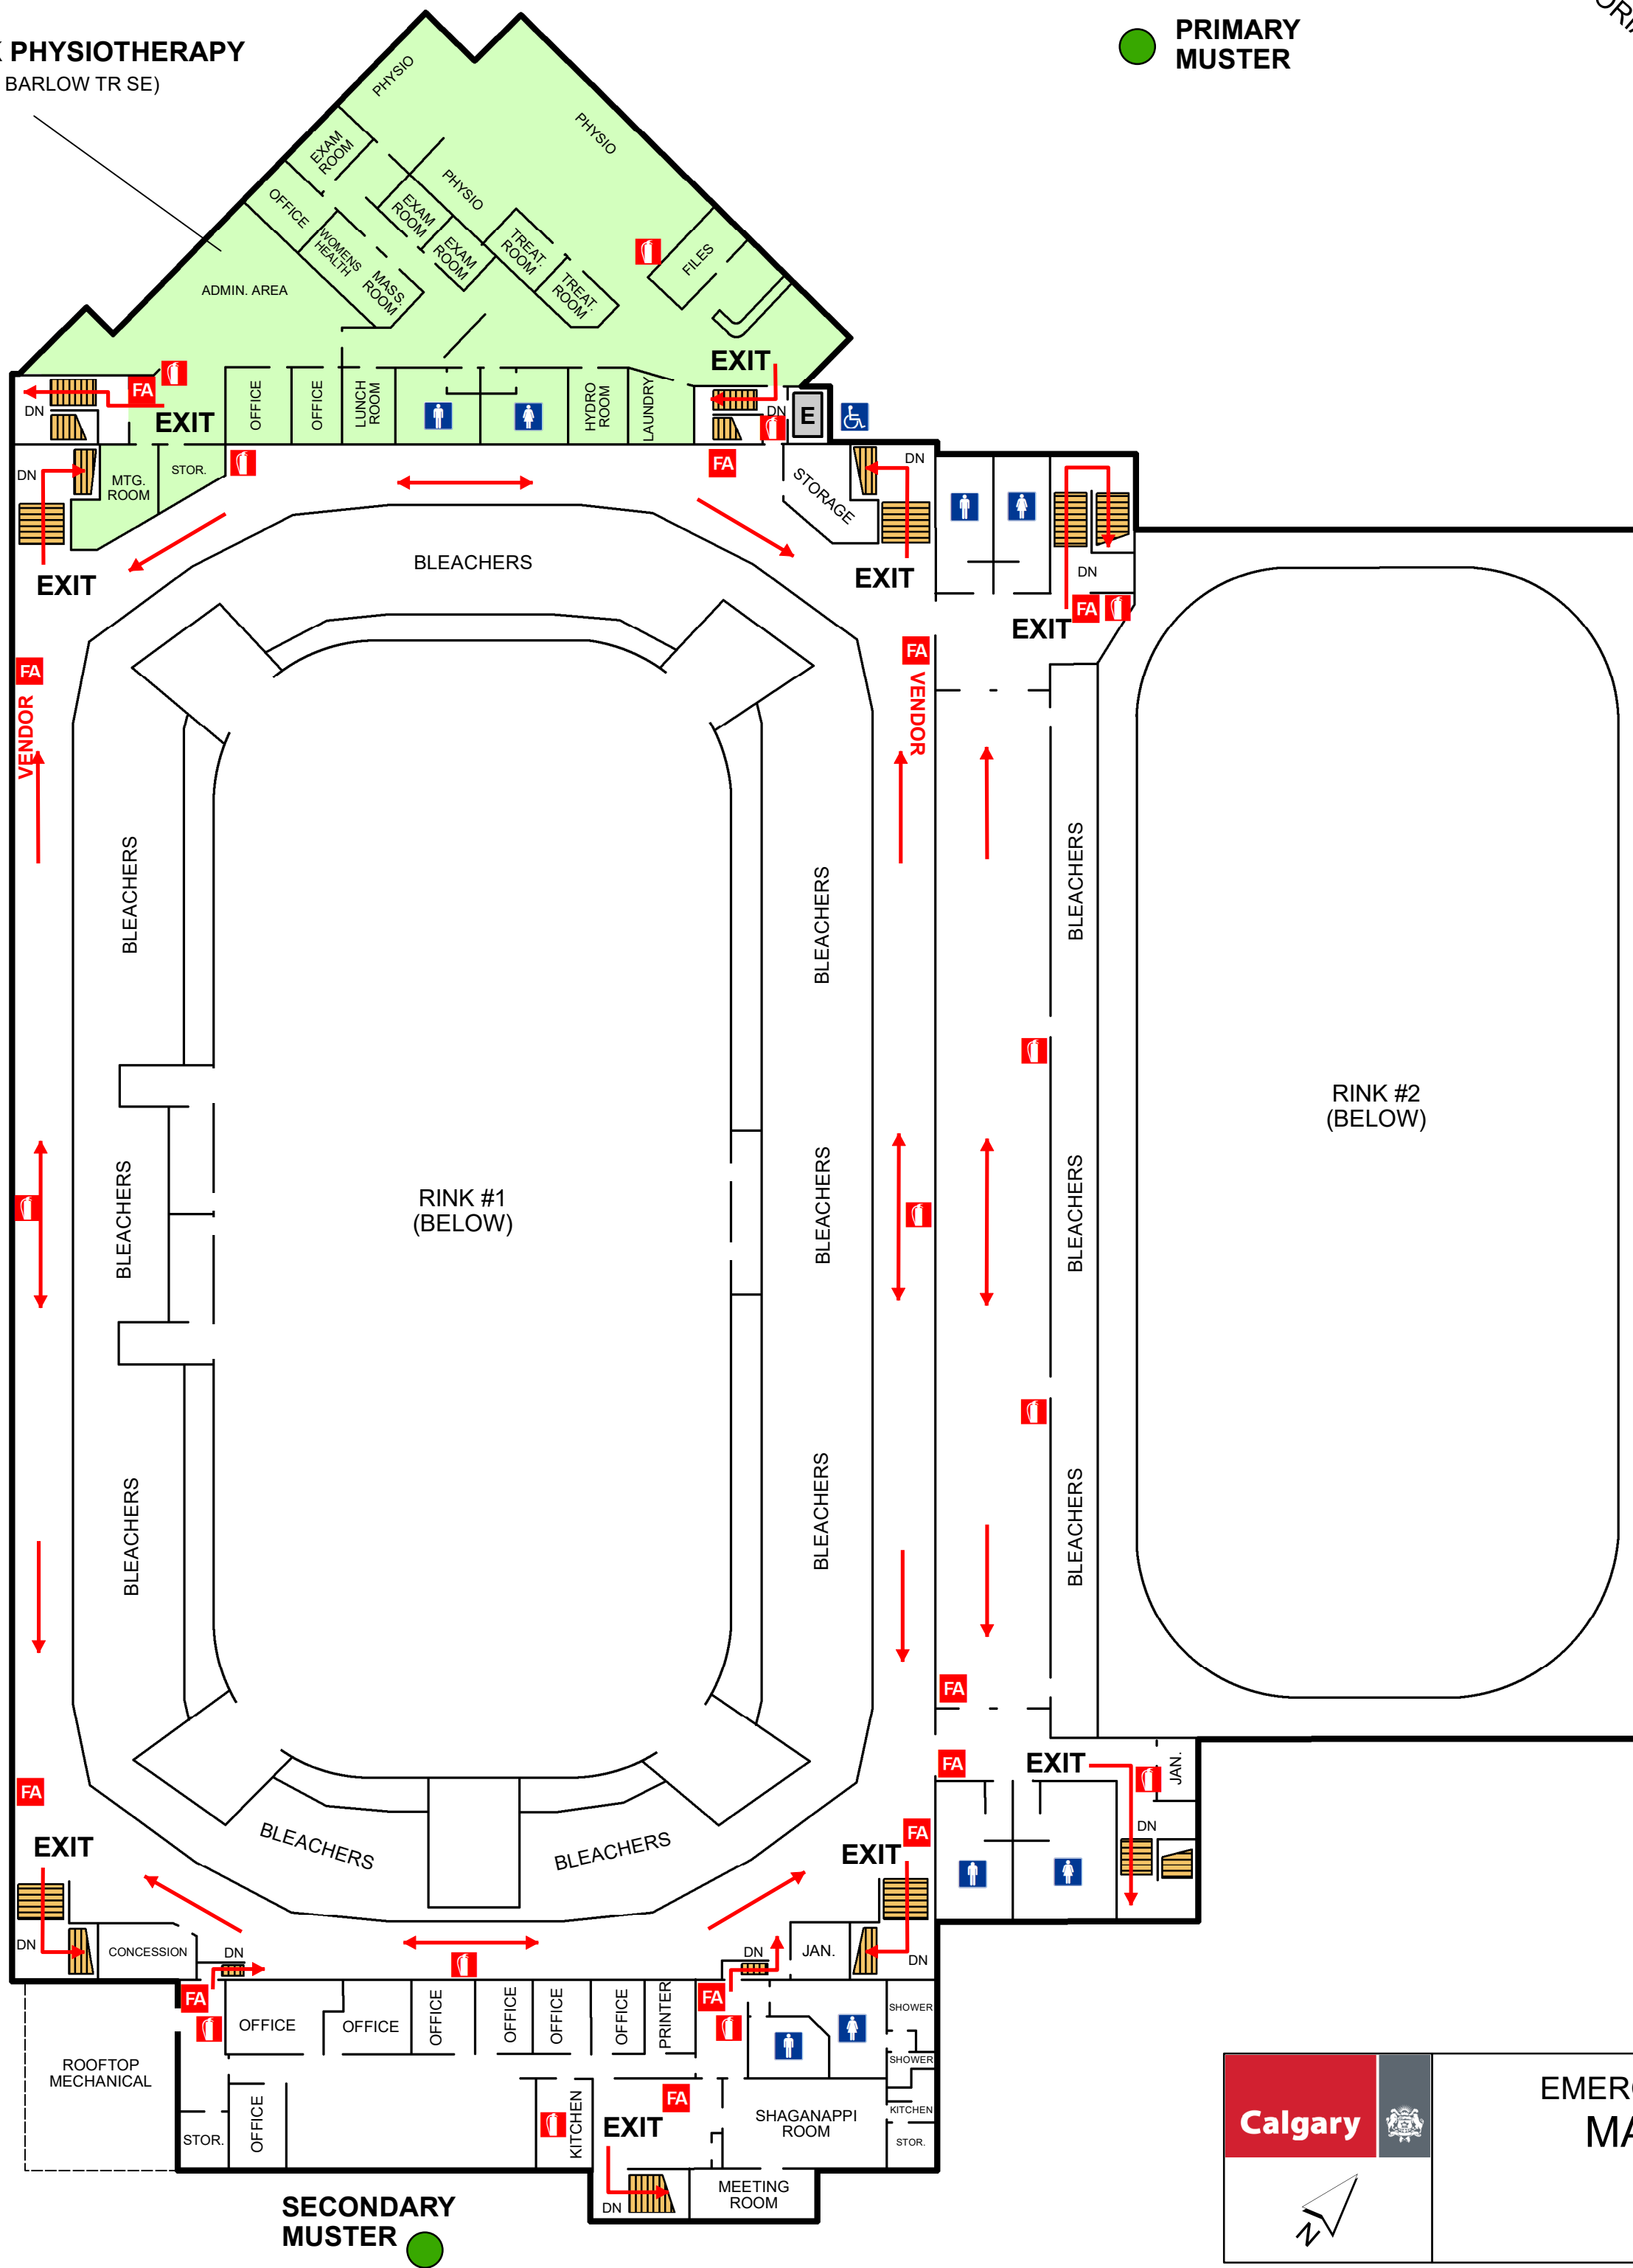 PHYSIOTHERAPY
BARLOW TR SE)
PRIMARY
MUSTER
PHYSIO
PHYSIO
EXAM
ROOM
PHYSIO
OFFICE
EXAM
ROOM
WOMENS
HEALTH
EXAM
ROOM
TREAT.
ROOM
FILES
MASS.
ROOM
TREAT.
ROOM
ADMIN. AREA
EXIT
FA
DN
EXIT
OFFICE
OFFICE
LUNCH
ROOM
HYDRO
ROOM
LAUNDRY
DN
E
DN
MTG.
ROOM
STOR.
FA
STORAGE
DN
EXIT
BLEACHERS
EXIT
DN
FA
EXIT
FA
VENDOR
FA
VENDOR
BLEACHERS
BLEACHERS
BLEACHERS
RINK #2
(BELOW)
BLEACHERS
RINK #1
(BELOW)
BLEACHERS
BLEACHERS
BLEACHERS
BLEACHERS
BLEACHERS
FA
FA
EXIT
JAN.
FA
EXIT
BLEACHERS
BLEACHERS
EXIT
FA
DN
DN
CONCESSION
DN
DN
JAN.
DN
FA
FA
OFFICE
OFFICE
OFFICE
OFFICE
OFFICE
OFFICE
PRINTER
SHOWER
SHOWER
ROOFTOP
MECHANICAL
STOR.
OFFICE
KITCHEN
FA
EXIT
SHAGANAPPI
ROOM
KITCHEN
STOR.
DN
MEETING
ROOM
SECONDARY
MUSTER
Calgary
N